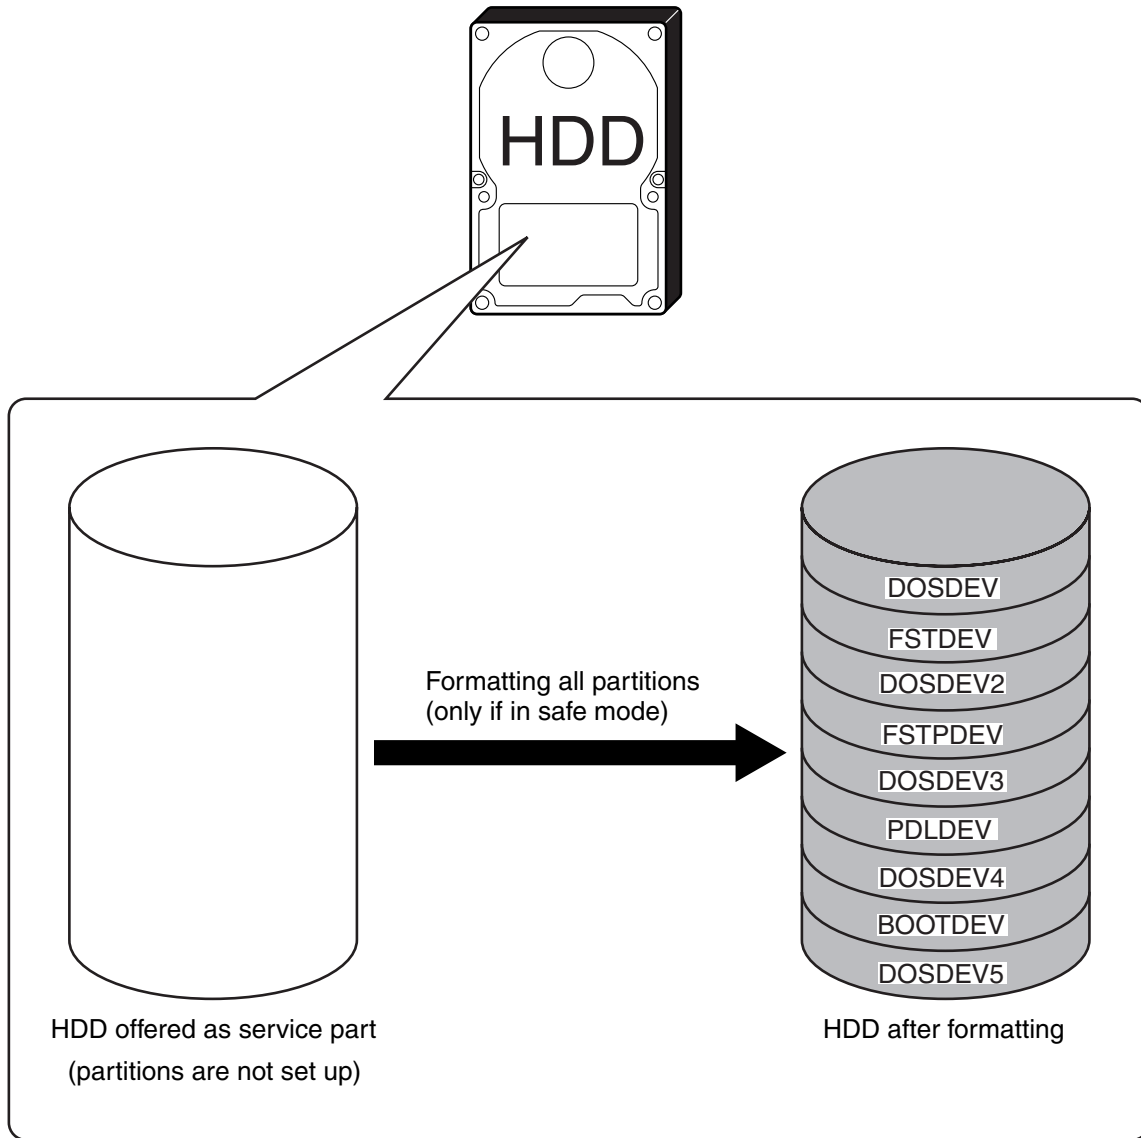 HDD
Formatting all partitions
(only if in safe mode)
DOSDEV
FSTDEV
DOSDEV2
FSTPDEV
DOSDEV3
PDLDEV
DOSDEV4
BOOTDEV
DOSDEV5
HDD offered as service part
(partitions are not set up)
HDD after formatting